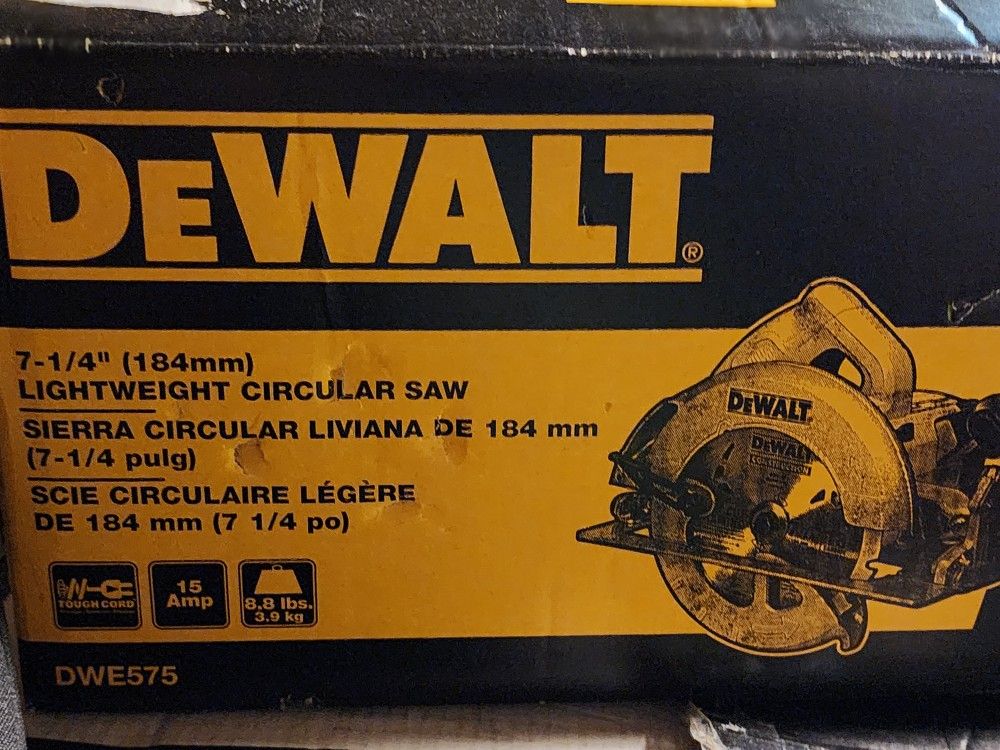 DEWALT®
7-1/4" (184mm)
LIGHTWEIGHT CIRCULAR SAW
SIERRA CIRCULAR LIVIANA DE 184 mm
(7-1/4 pulg)
SCIE CIRCULAIRE LÉGÈRE
DE 184 mm (7 1/4 po)
DEWALT
DEWALT
CONSTRUCTION
TOUGH CORD
15
Amp
8.8 lbs.
3.9 kg
DWE575